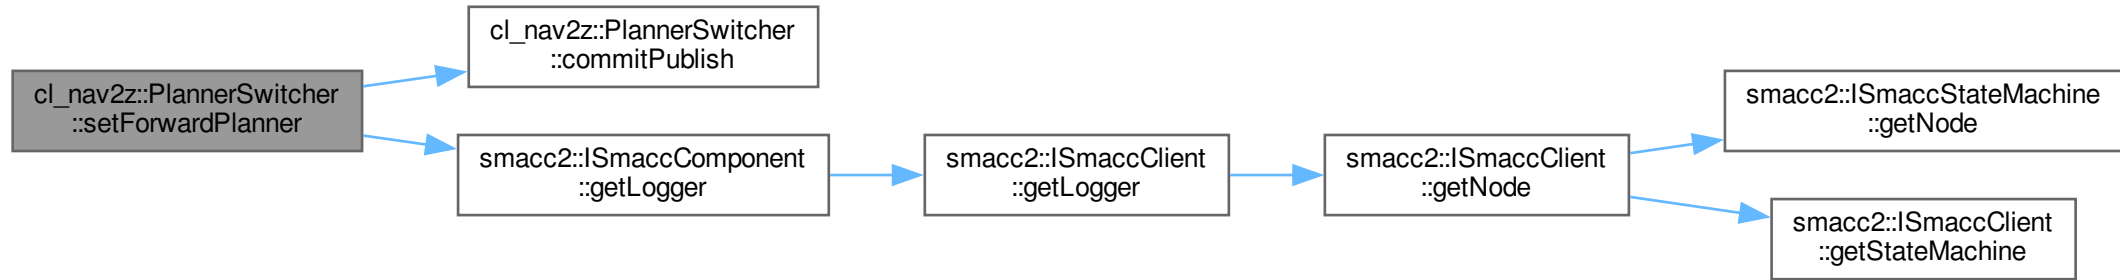 cl_nav2z::PlannerSwitcher
::setForwardPlanner
cl_nav2z::PlannerSwitcher
::commitPublish
smacc2::ISmaccComponent
::getLogger
smacc2::ISmaccClient
::getLogger
smacc2::ISmaccClient
::getNode
smacc2::ISmaccStateMachine
::getNode
smacc2::ISmaccClient
::getStateMachine